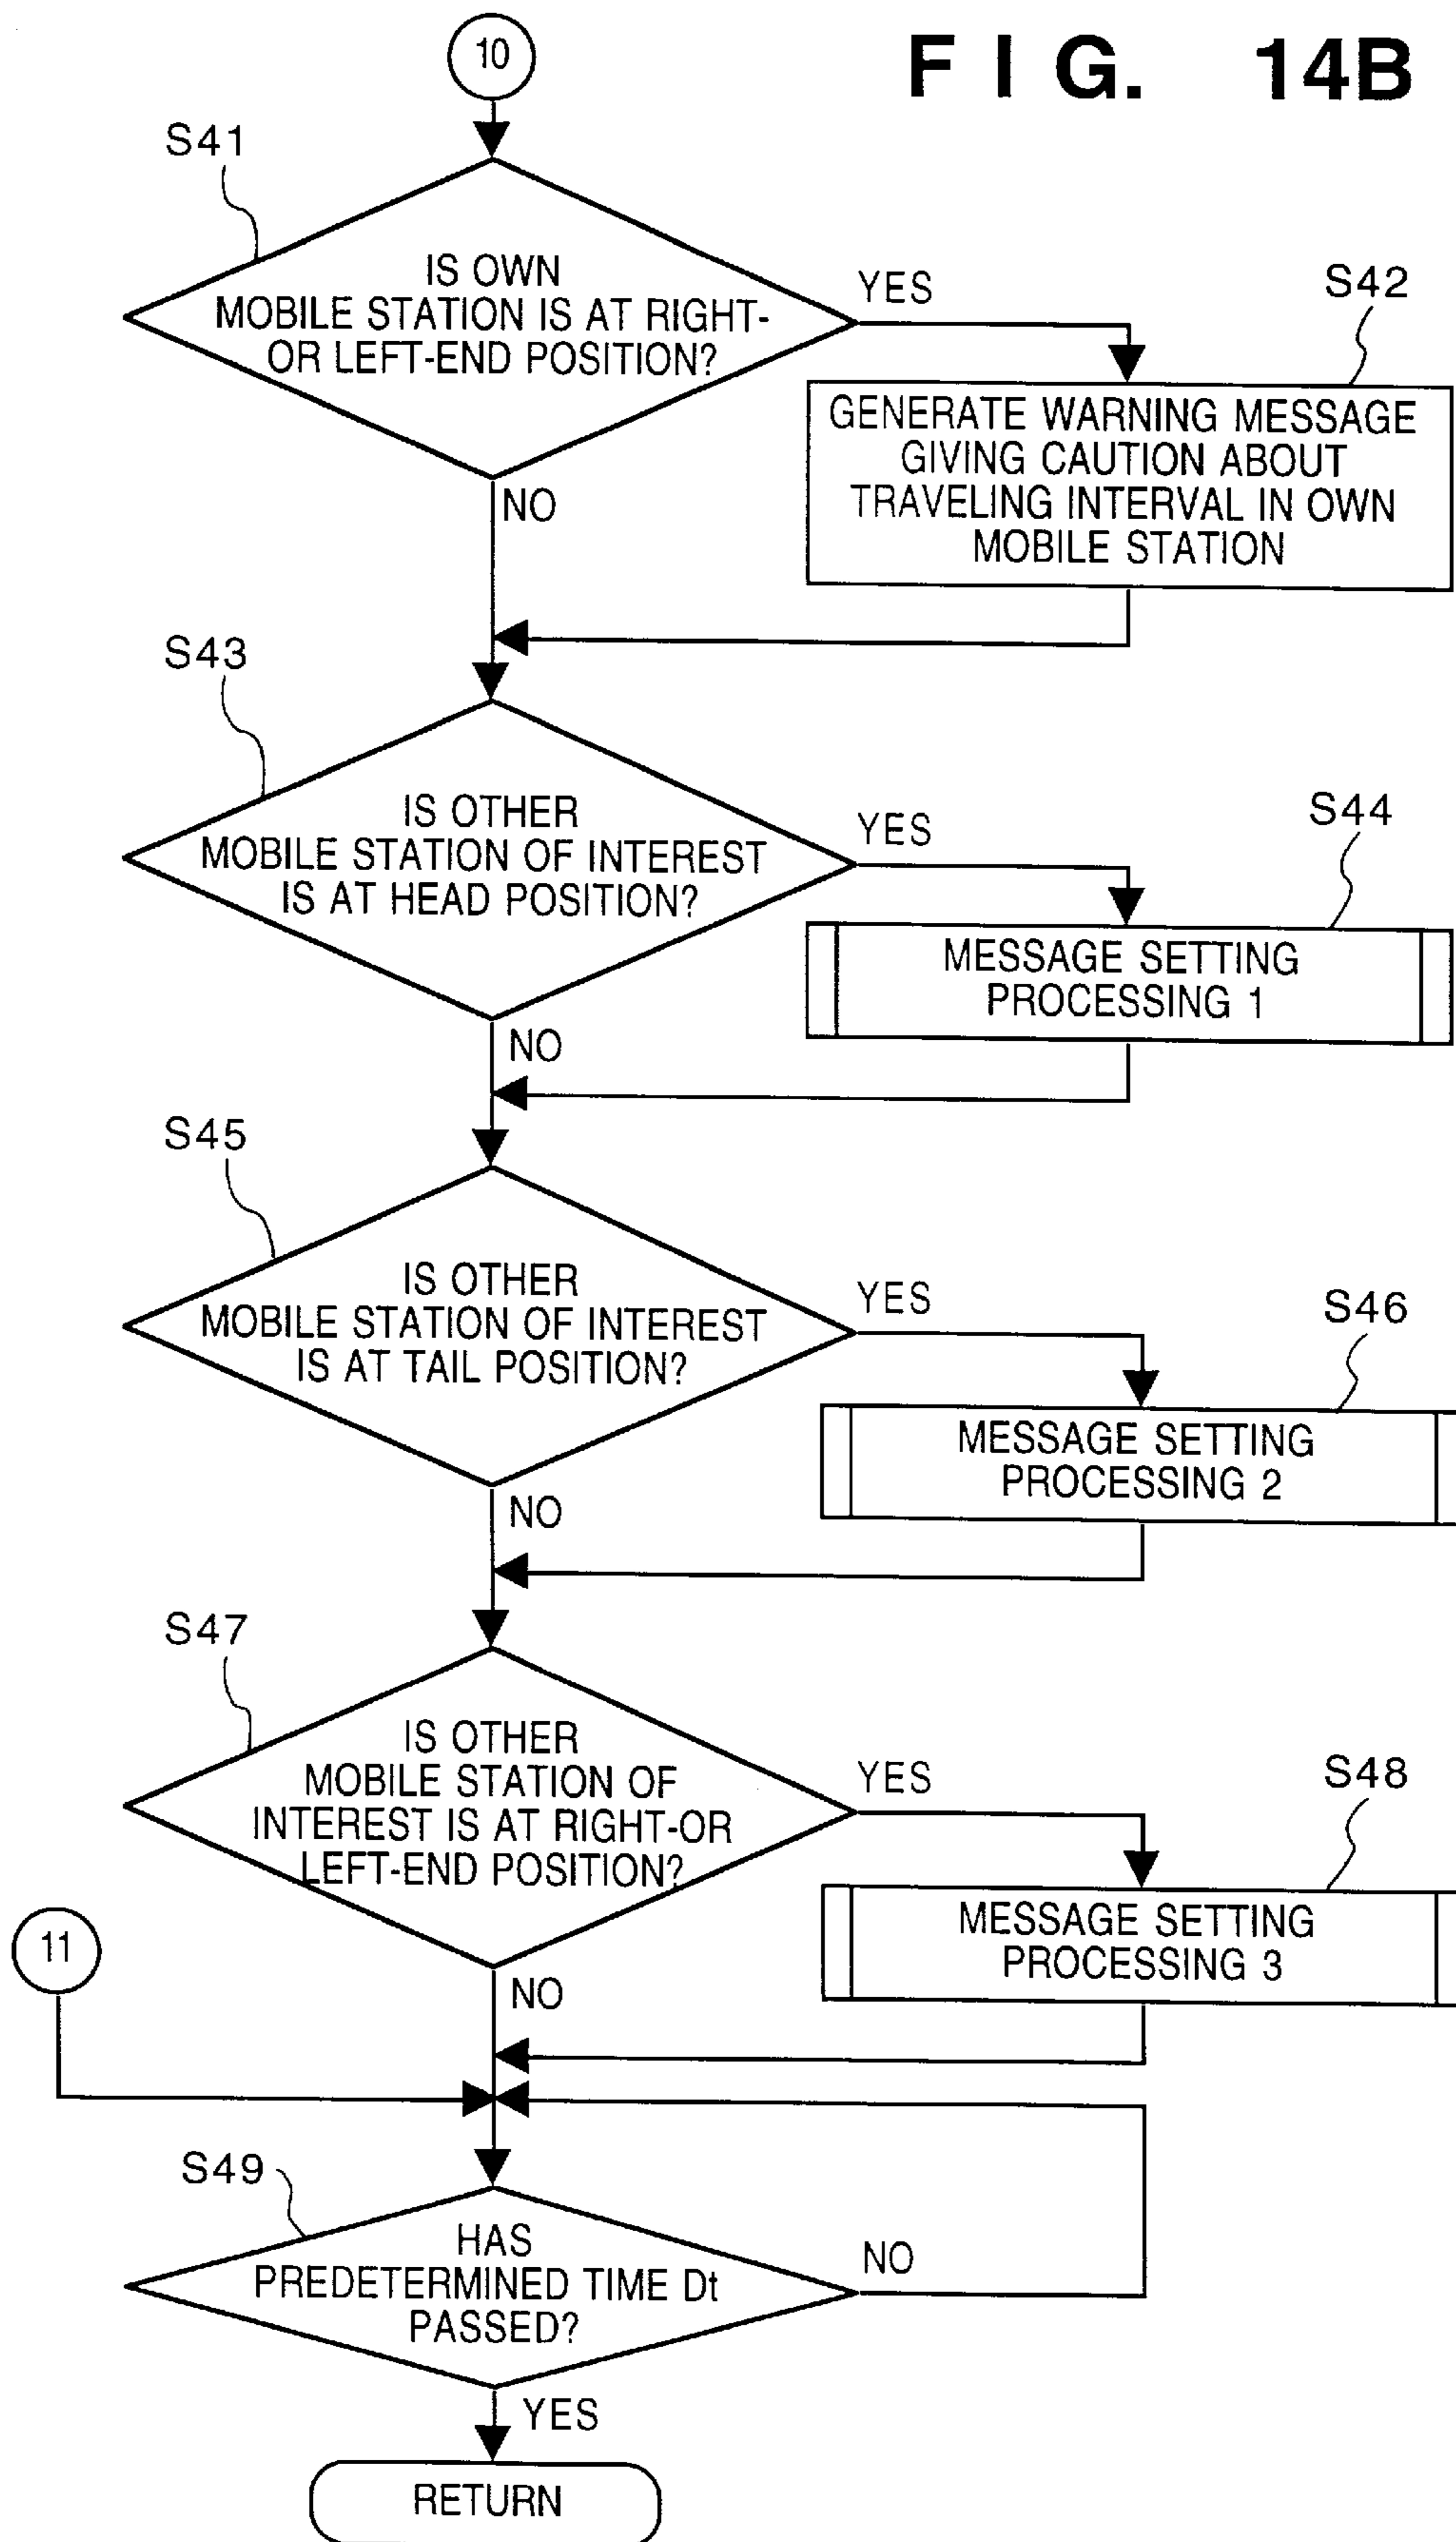 FIG. 14B
10
S41
IS OWN
MOBILE STATION IS AT RIGHT-
OR LEFT-END POSITION?
YES
NO
S42
GENERATE WARNING MESSAGE
GIVING CAUTION ABOUT
TRAVELING INTERVAL IN OWN
MOBILE STATION
S43
IS OTHER
MOBILE STATION OF INTEREST
IS AT HEAD POSITION?
YES
NO
S44
MESSAGE SETTING
PROCESSING 1
S45
IS OTHER
MOBILE STATION OF INTEREST
IS AT TAIL POSITION?
YES
NO
S46
MESSAGE SETTING
PROCESSING 2
S47
IS OTHER
MOBILE STATION OF
INTEREST IS AT RIGHT-OR
LEFT-END POSITION?
YES
NO
S48
MESSAGE SETTING
PROCESSING 3
11
S49
HAS
PREDETERMINED TIME Dt
PASSED?
NO
YES
RETURN